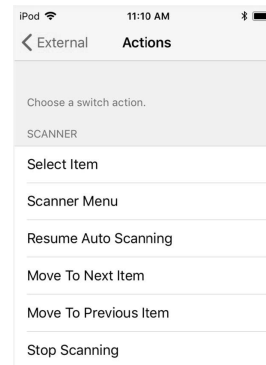 iPod 11:10 AM
External Actions
Choose a switch action.
SCANNER
Select Item
Scanner Menu
Resume Auto Scanning
Move To Next Item
Move To Previous Item
Stop Scanning